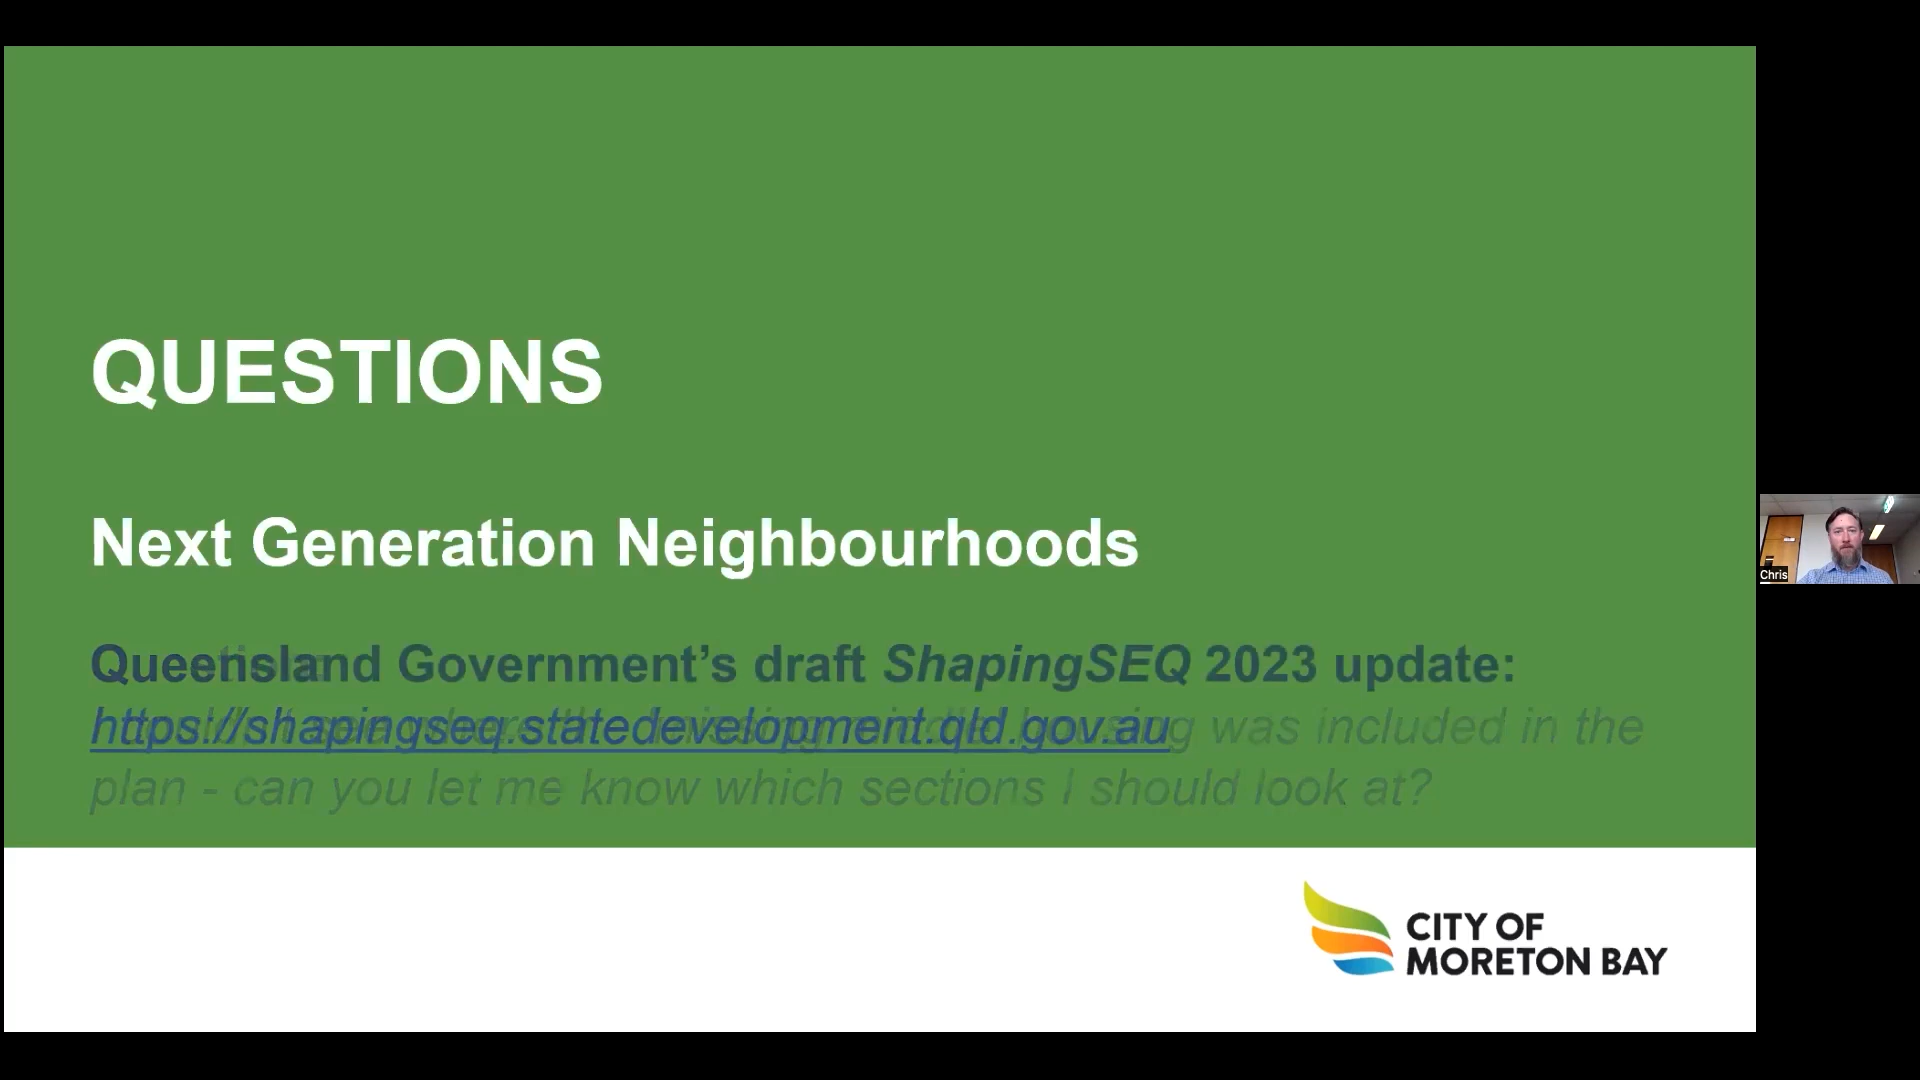 QUESTIONS
Next Generation Neighbourhoods
Queensland Government’s draft ShapingSEQ 2023 update:
https://shapingseq.statedevelopment.qld.gov.au
housing was included in the
plan - can you let me know which sections I should look at?
Chris
CITY OF
MORETON BAY